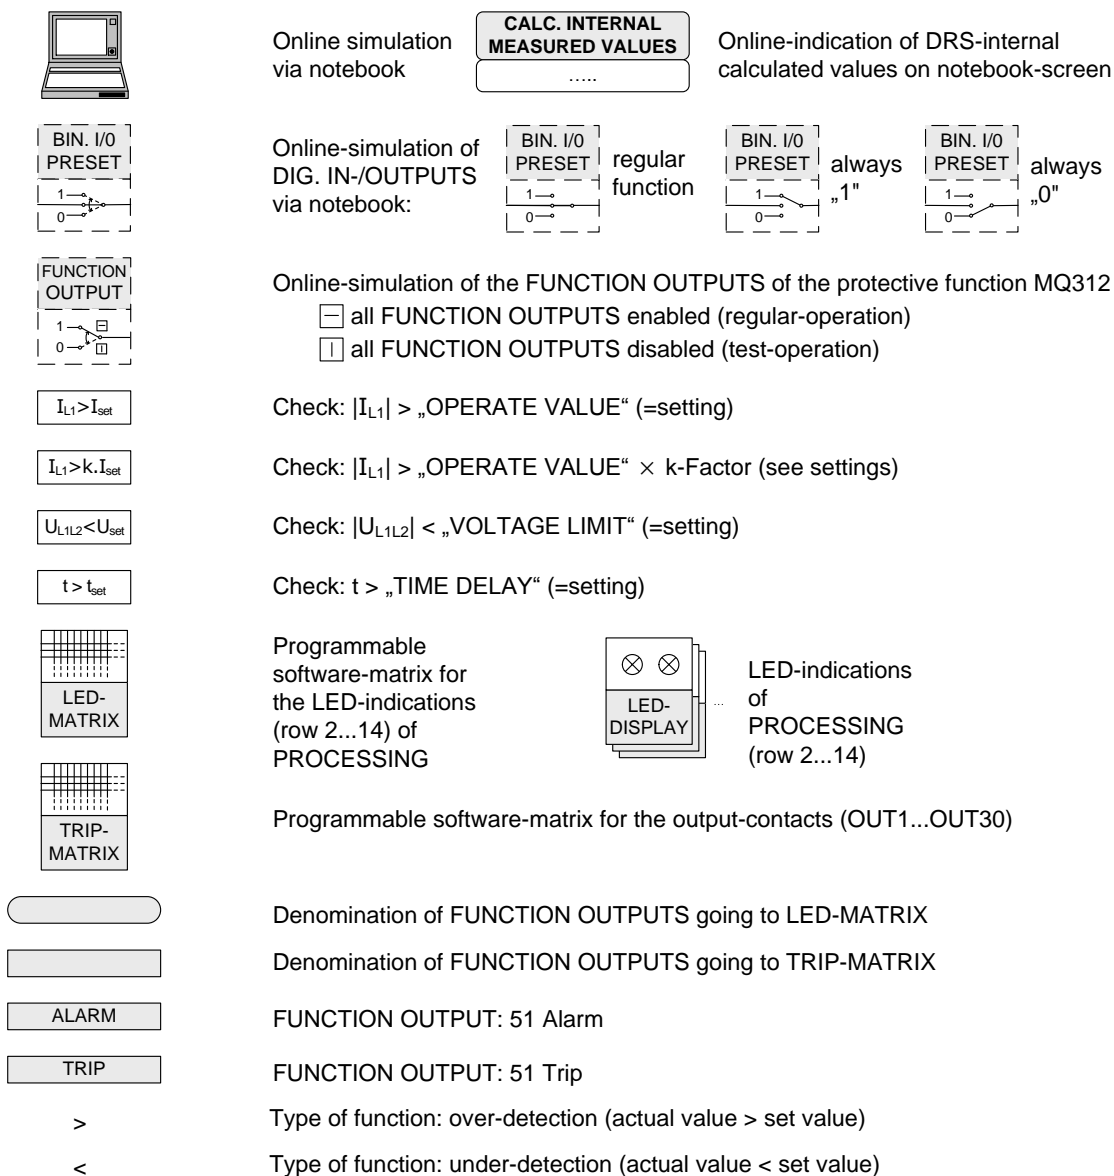 Online simulation
via notebook
CALC. INTERNAL
MEASURED VALUES
.....
Online-indication of DRS-internal
calculated values on notebook-screen
BIN. I/0
PRESET
1
0
Online-simulation of
DIG. IN-/OUTPUTS
via notebook:
BIN. I/0
PRESET
1
0
regular
function
BIN. I/0
PRESET
1
0
always
„1"
BIN. I/0
PRESET
1
0
always
„0"
FUNCTION
OUTPUT
1
0
Online-simulation of the FUNCTION OUTPUTS of the protective function MQ312
all FUNCTION OUTPUTS enabled (regular-operation)
all FUNCTION OUTPUTS disabled (test-operation)
IL1>Iset
Check: |IL1| > „OPERATE VALUE“ (=setting)
IL1>k.Iset
Check: |IL1| > „OPERATE VALUE“ × k-Factor (see settings)
UL1L2<Uset
Check: |UL1L2| < „VOLTAGE LIMIT“ (=setting)
t > tset
Check: t > „TIME DELAY“ (=setting)
LED-
MATRIX
Programmable
software-matrix for
the LED-indications
(row 2...14) of
PROCESSING
LED-
DISPLAY
...
LED-indications
of
PROCESSING
(row 2...14)
TRIP-
MATRIX
Programmable software-matrix for the output-contacts (OUT1...OUT30)
Denomination of FUNCTION OUTPUTS going to LED-MATRIX
Denomination of FUNCTION OUTPUTS going to TRIP-MATRIX
ALARM
FUNCTION OUTPUT: 51 Alarm
TRIP
FUNCTION OUTPUT: 51 Trip
>
Type of function: over-detection (actual value > set value)
<
Type of function: under-detection (actual value < set value)